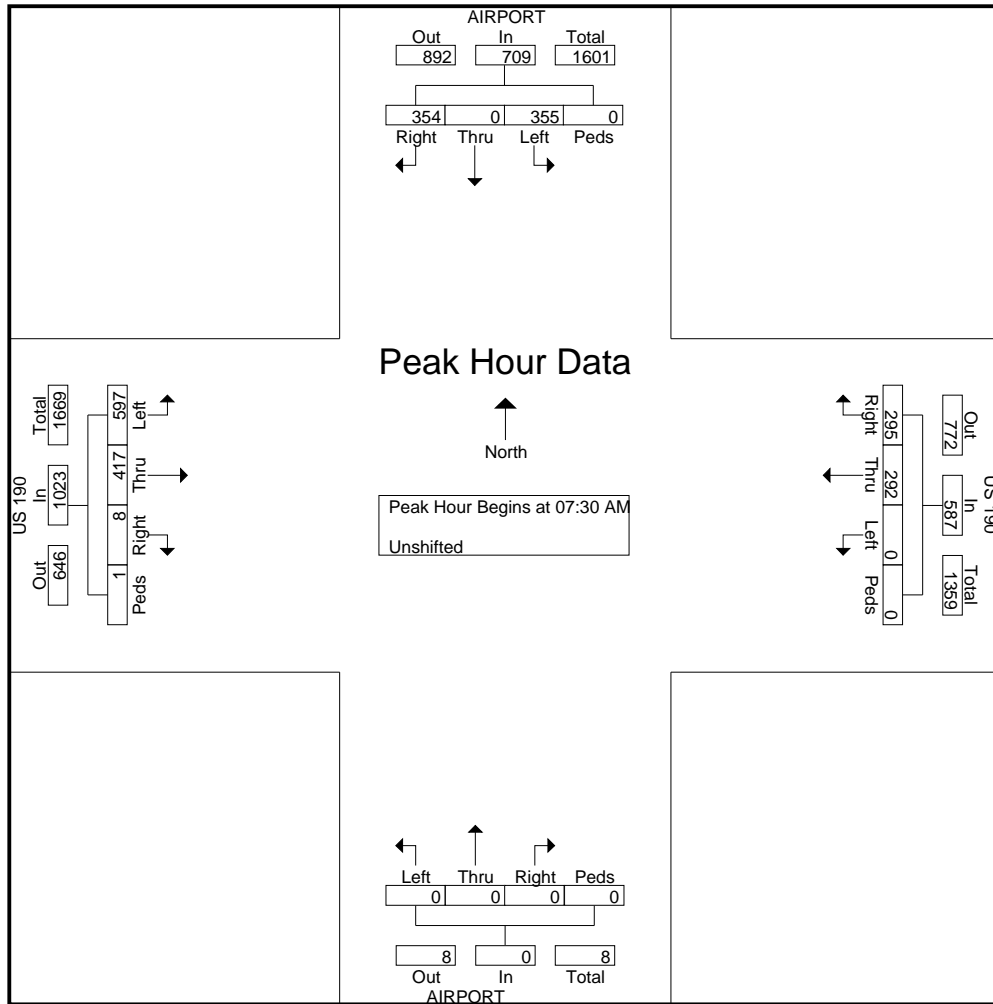 AIRPORT
Out In Total
892 709 1601
354 0 355 0
Right Thru Left Peds
Peak Hour Data
North
Peak Hour Begins at 07:30 AM
Unshifted
US 190
Total In Out
1669 1023 646
597 417 8 1
Left Thru Right Peds
Right Thru Left Peds
295 292 0 0
Out In Total
772 587 1359
US 190
Left Thru Right Peds
0 0 0 0
8 0 8
Out In Total
AIRPORT